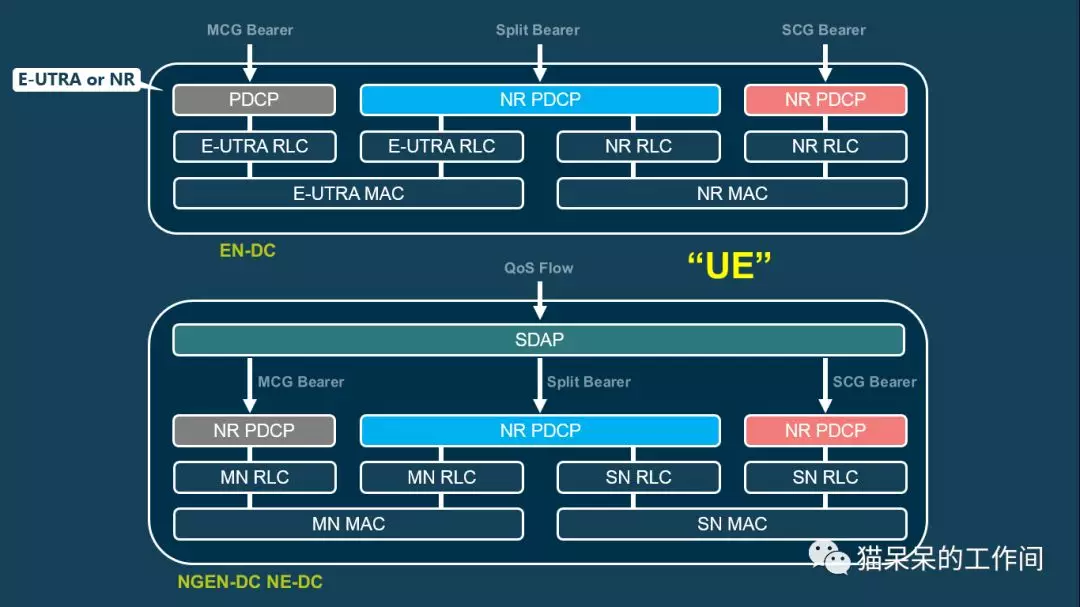 MCG Bearer Split Bearer SCG Bearer
E-UTRA or NR
PDCP NR PDCP NR PDCP
E-UTRA RLC E-UTRA RLC NR RLC NR RLC
E-UTRA MAC NR MAC
EN-DC
“UE”
QoS Flow
SDAP
MCG Bearer Split Bearer SCG Bearer
NR PDCP NR PDCP NR PDCP
MN RLC MN RLC SN RLC SN RLC
MN MAC SN MAC
猫呆呆的工作间
NGEN-DC NE-DC